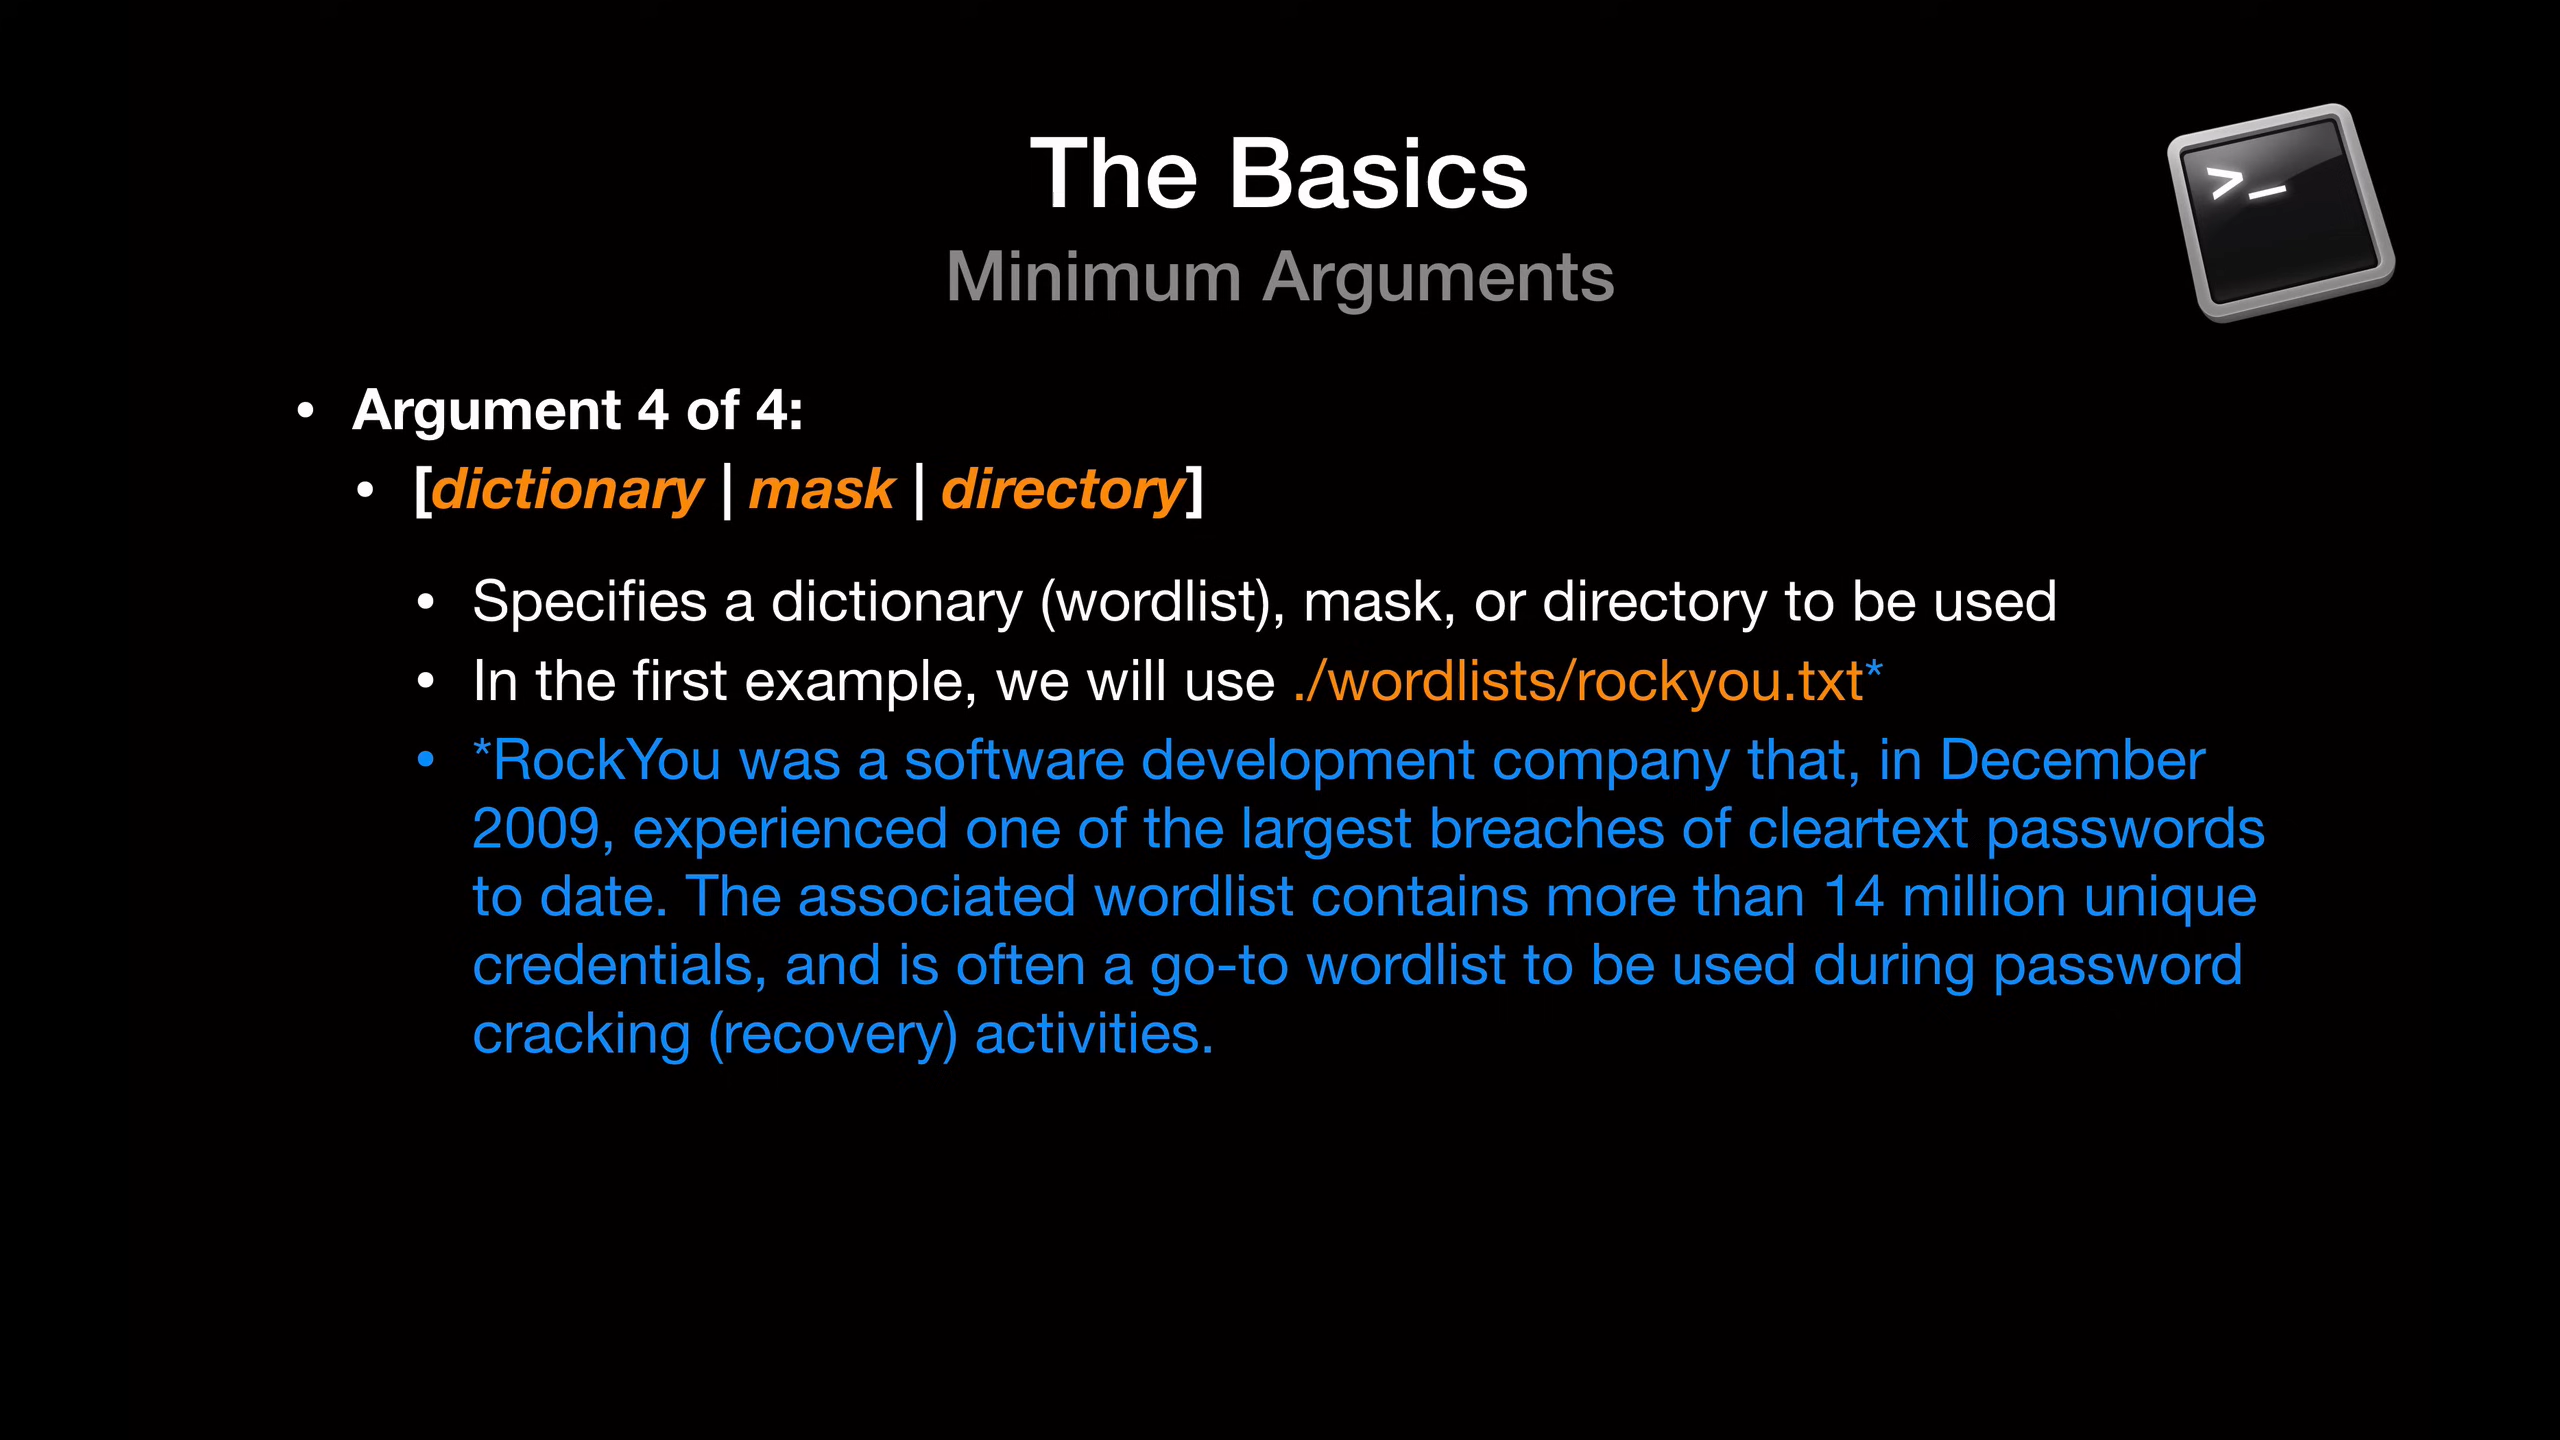 The Basics
>_
Minimum Arguments
• Argument 4 of 4:
• [dictionary | mask | directory]
• Specifies a dictionary (wordlist), mask, or directory to be used
• In the first example, we will use ./wordlists/rockyou.txt*
• *RockYou was a software development company that, in December
2009, experienced one of the largest breaches of cleartext passwords
to date. The associated wordlist contains more than 14 million unique
credentials, and is often a go-to wordlist to be used during password
cracking (recovery) activities.